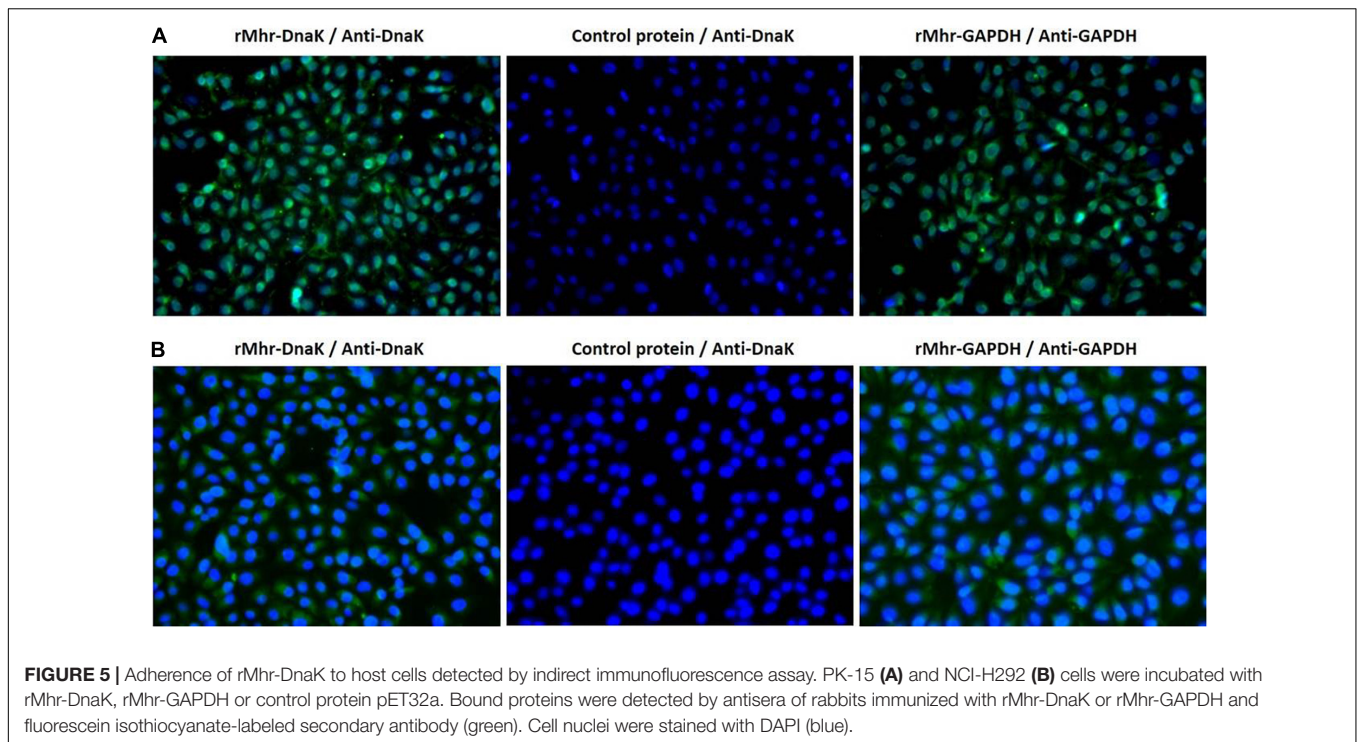 A
rMhr-DnaK / Anti-DnaK
Control protein / Anti-DnaK
rMhr-GAPDH / Anti-GAPDH
B
rMhr-DnaK / Anti-DnaK
Control protein / Anti-DnaK
rMhr-GAPDH / Anti-GAPDH
FIGURE 5 | Adherence of rMhr-DnaK to host cells detected by indirect immunofluorescence assay. PK-15 (A) and NCI-H292 (B) cells were incubated with
rMhr-DnaK, rMhr-GAPDH or control protein pET32a. Bound proteins were detected by antisera of rabbits immunized with rMhr-DnaK or rMhr-GAPDH and
fluorescein isothiocyanate-labeled secondary antibody (green). Cell nuclei were stained with DAPI (blue).